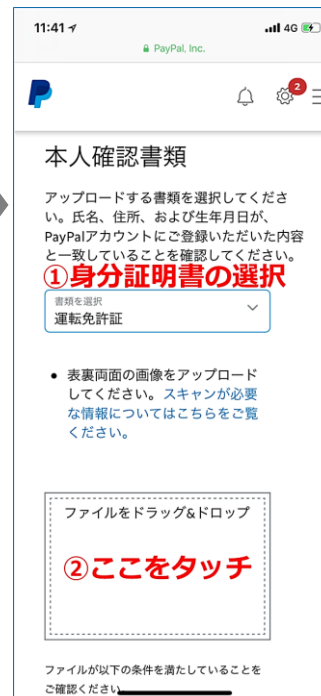 11:41
4G
PayPal, Inc.
2
本人確認書類
アップロードする書類を選択してくださ
い。氏名、住所、および生年月日が、
PayPalアカウントにご登録いただいた内容
と一致していることを確認してください。
①身分証明書の選択
書類を選択
運転免許証
• 表裏両面の画像をアップロード
してください。スキャンが必要
な情報についてはこちらをご覧
ください。
ファイルをドラッグ&ドロップ
②ここをタッチ
ファイルが以下の条件を満たしていることを
ご確認ください